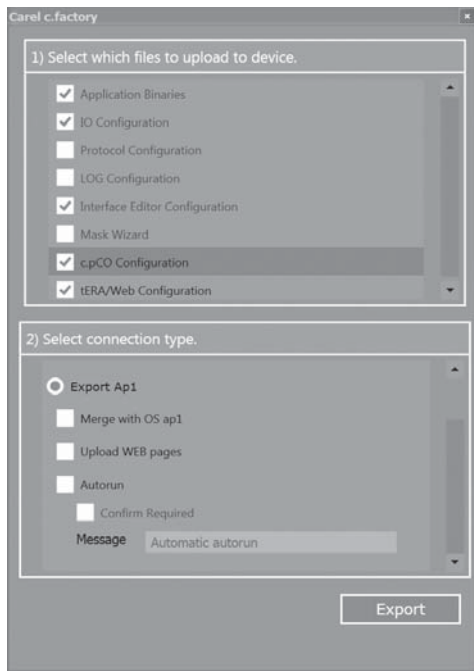 Carel c.factory
1) Select which files to upload to device.
Application Binaries
IO Configuration
Protocol Configuration
LOG Configuration
Interface Editor Configuration
Mask Wizard
c.pCO Configuration
tERA/Web Configuration
2) Select connection type.
Export Ap1
Merge with OS ap1
Upload WEB pages
Autorun
Confirm Required
Message Automatic autorun
Export